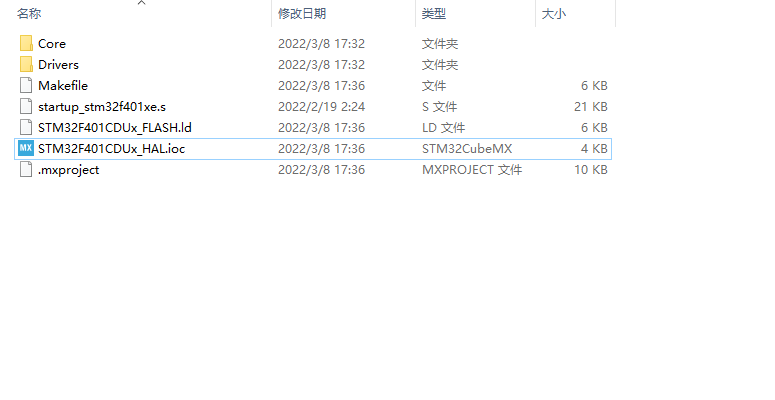 名称 修改日期 类型 大小
Core 2022/3/8 17:32 文件夹
Drivers 2022/3/8 17:32 文件夹
Makefile 2022/3/8 17:36 文件 6 KB
startup_stm32f401xe.s 2022/2/19 2:24 S 文件 21 KB
STM32F401CDUx_FLASH.ld 2022/3/8 17:36 LD 文件 6 KB
MX STM32F401CDUx_HAL.ioc 2022/3/8 17:36 STM32CubeMX 4 KB
.mxproject 2022/3/8 17:36 MXPROJECT 文件 10 KB